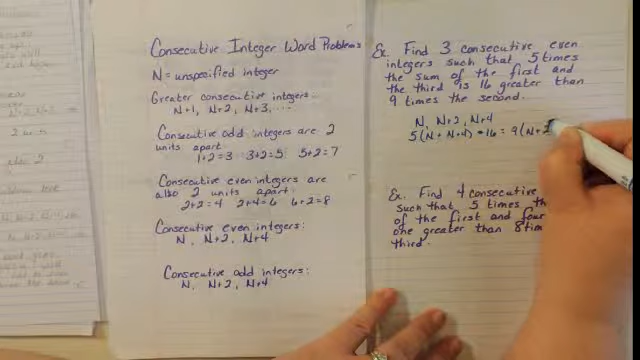 Consecutive Integer Word Problems
N = unspecified integer
Greater consecutive integers:
N+1, N+2, N+3, ....
Consecutive odd integers are 2
units apart.
1+2=3 3+2=5 5+2=7
Consecutive even integers are
also 2 units apart.
2+2=4 2+4=6 6+2=8
Consecutive even integers:
N, N+2, N+4
Consecutive odd integers:
N, N+2, N+4
Ex. Find 3 consecutive even
integers such that 5 times
the sum of the first and
the third is 16 greater than
9 times the second.
N, N+2, N+4
5(N + N+4) = 16 = 9(N+2
Ex. Find 4 consecutive
such that 5 times
of the first and four
one greater than 8 tim
third.